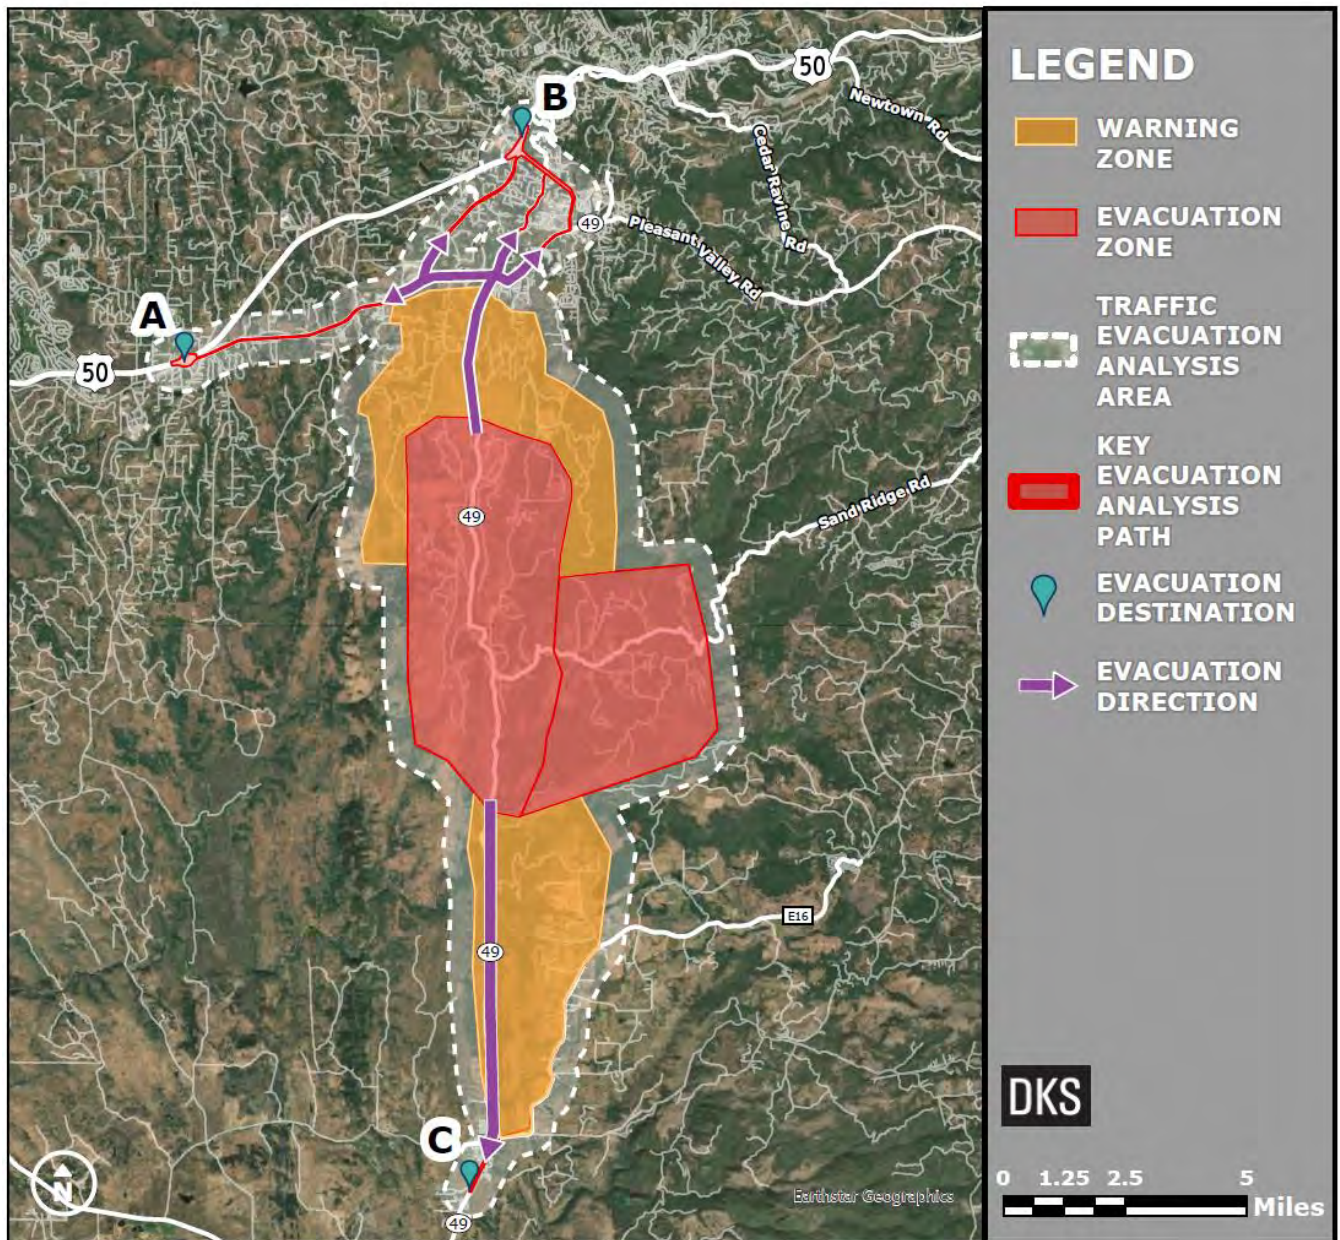 B
50
Newtown Rd
Cedar Ravine Rd
49
Pleasant Valley Rd
A
50
49
Sand Ridge Rd
E16
49
C
N
49
Earthstar Geographics
LEGEND
WARNING
ZONE
EVACUATION
ZONE
TRAFFIC
EVACUATION
ANALYSIS
AREA
KEY
EVACUATION
ANALYSIS
PATH
EVACUATION
DESTINATION
EVACUATION
DIRECTION
DKS
0 1.25 2.5 5
Miles